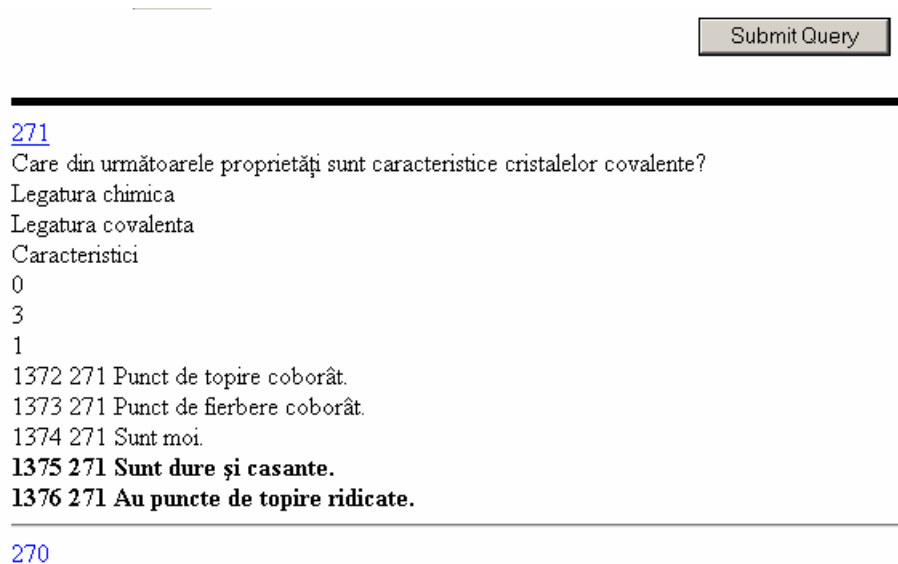 Submit Query
271
Care din următoarele proprietăți sunt caracteristice cristalelor covalente?
Legatura chimica
Legatura covalenta
Caracteristici
0
3
1
1372 271 Punct de topire coborât.
1373 271 Punct de fierbere coborât.
1374 271 Sunt moi.
1375 271 Sunt dure şi casante.
1376 271 Au puncte de topire ridicate.
270